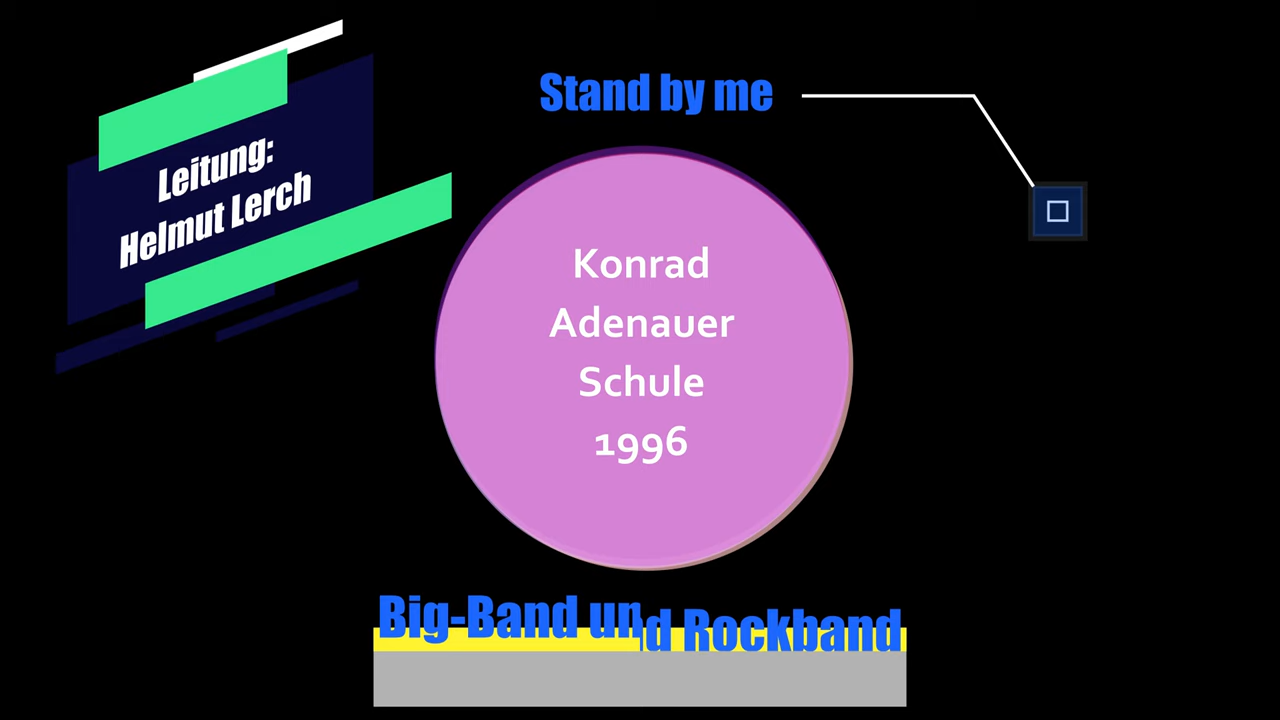 Stand by me
Leitung:
Helmut Lerch
Konrad
Adenauer
Schule
1996
Big-Band und Rockband